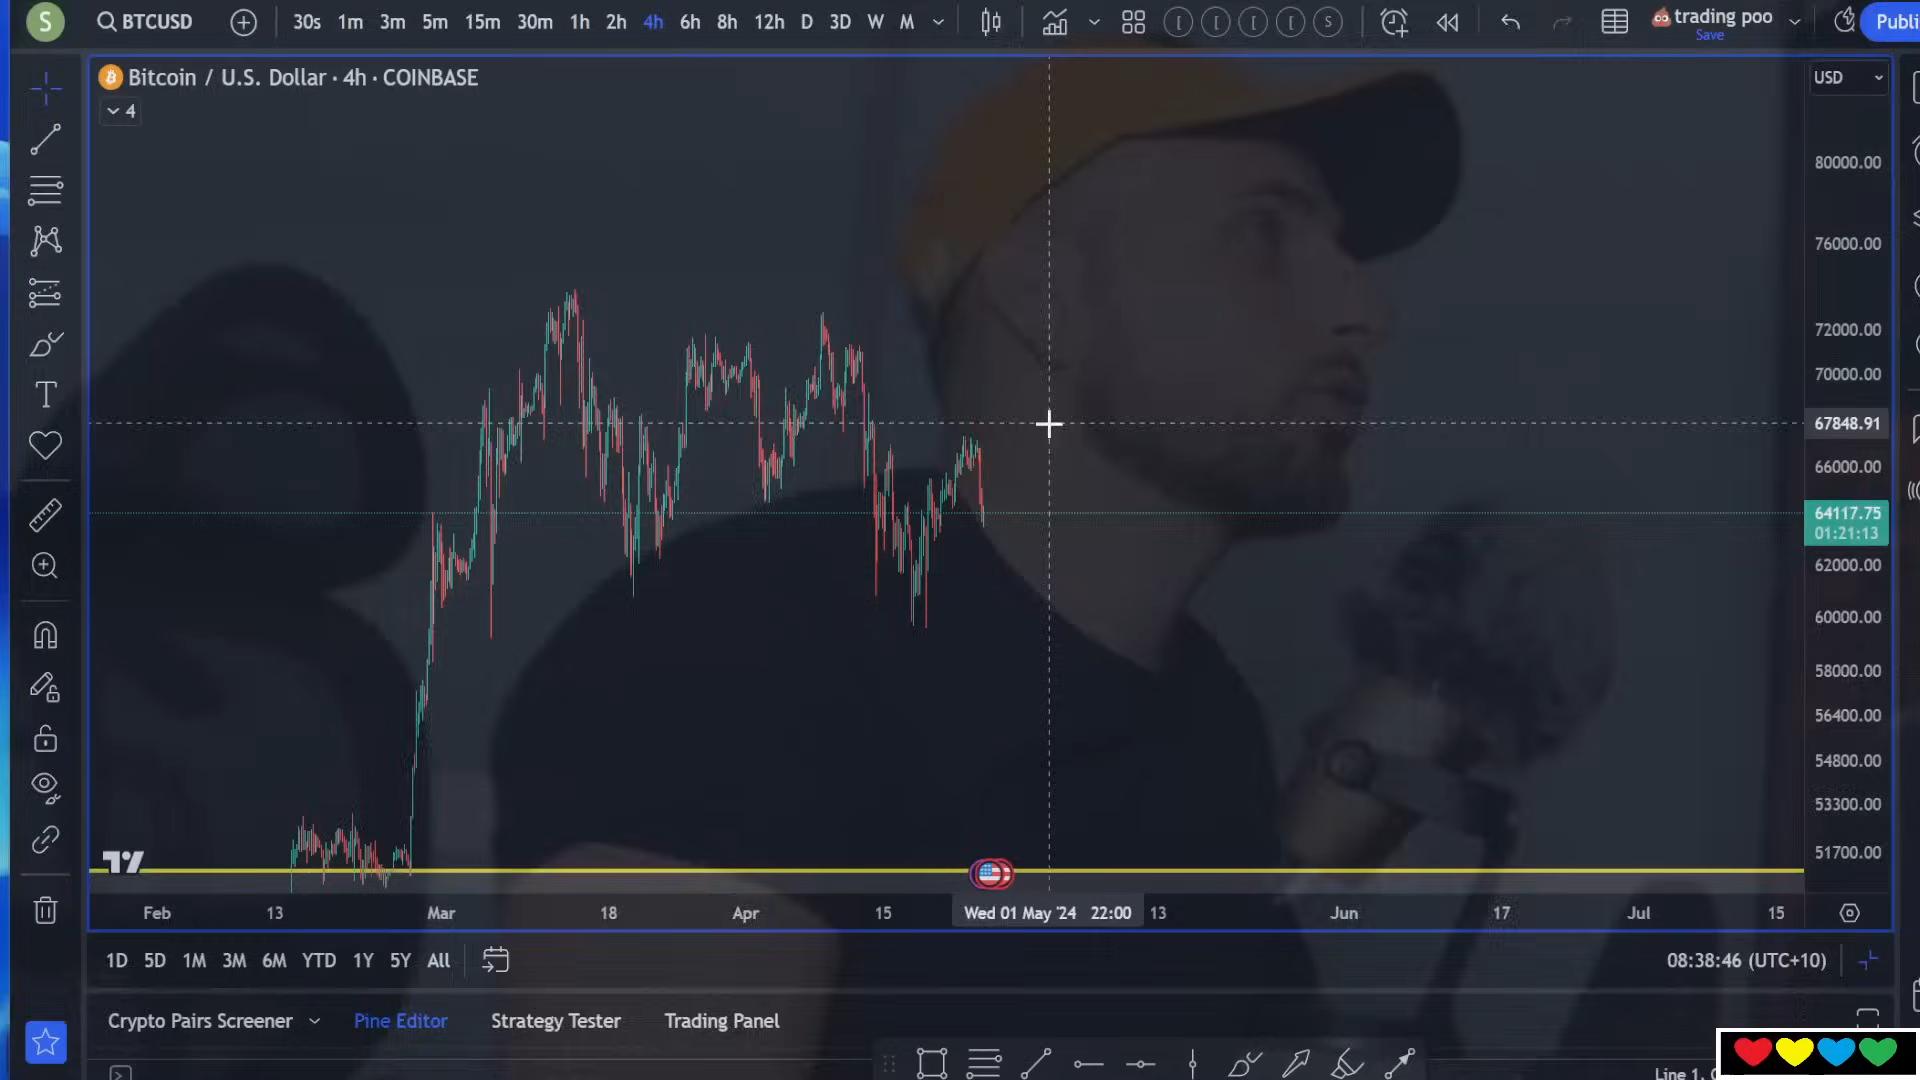 S BTCUSD 30s 1m 3m 5m 15m 30m 1h 2h 4h 6h 8h 12h D 3D W M [ [ [ [ S trading poo Publi
Save
Bitcoin / U.S. Dollar · 4h · COINBASE USD
4
80000.00
76000.00
72000.00
70000.00
67848.91
66000.00
64117.75
01:21:13
62000.00
60000.00
58000.00
56400.00
54800.00
53300.00
51700.00
Feb 13 Mar 18 Apr 15 Wed 01 May '24 22:00 13 Jun 17 Jul 15
1D 5D 1M 3M 6M YTD 1Y 5Y All 08:38:46 (UTC+10)
Crypto Pairs Screener Pine Editor Strategy Tester Trading Panel
Line 1,